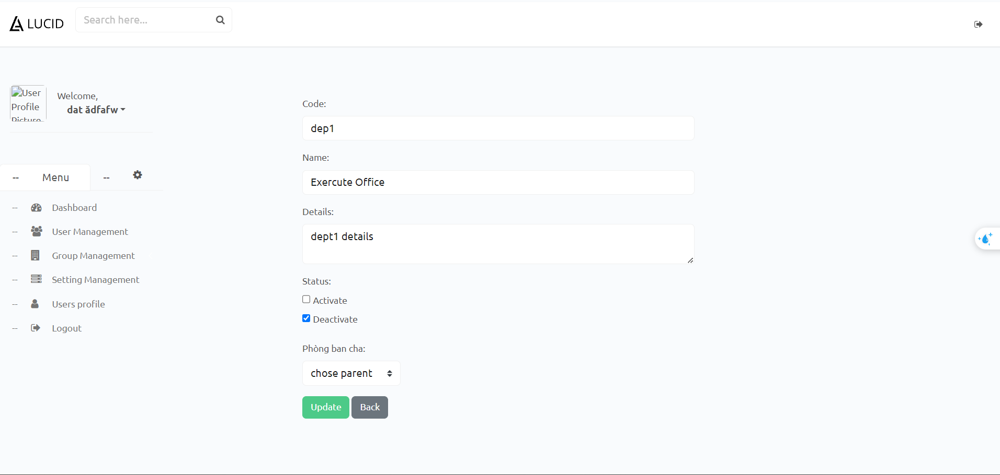 LUCID
Search here...
User
Profile
Picture
Welcome,
dat ădfafw
-- Menu --
-- Dashboard
-- User Management
-- Group Management
-- Setting Management
-- Users profile
-- Logout
Code:
dep1
Name:
Exercute Office
Details:
dept1 details
Status:
Activate
Deactivate
Phòng ban cha:
chose parent
Update Back